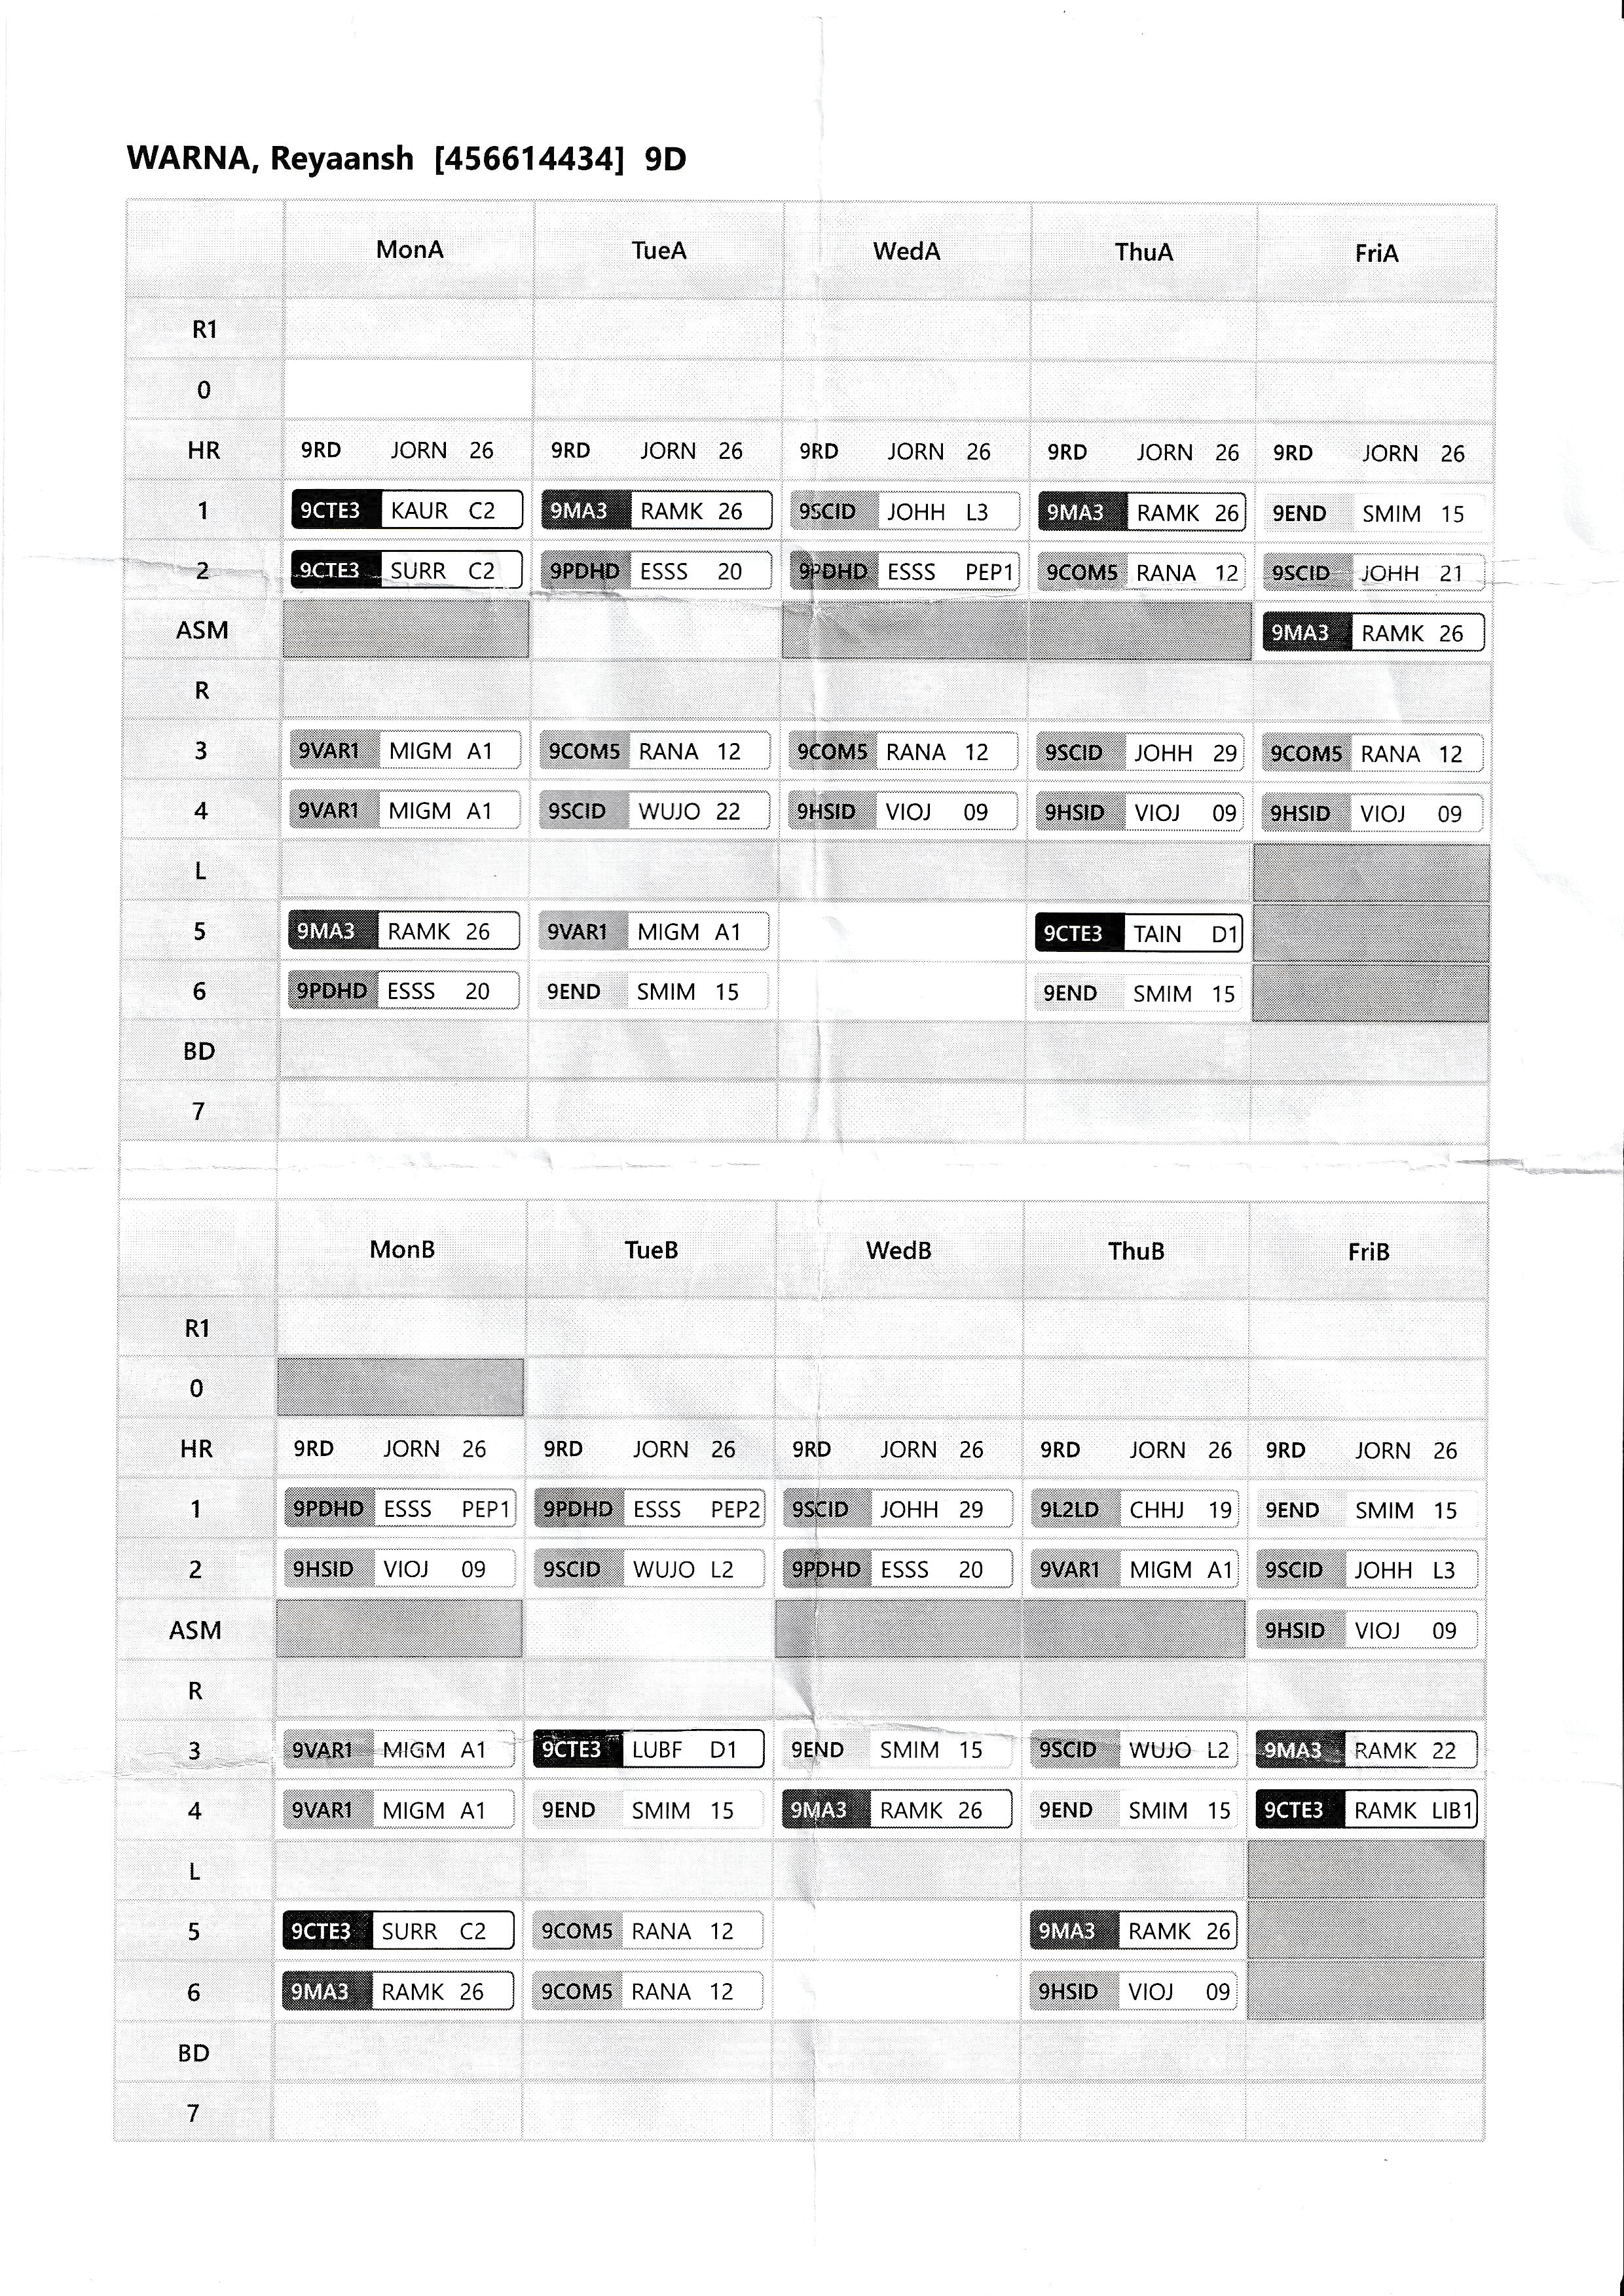 WARNA, Reyaansh [456614434] 9D
MonA TueA WedA ThuA FriA
R1
0
HR 9RD JORN 26 9RD JORN 26 9RD JORN 26 9RD JORN 26 9RD JORN 26
1 9CTE3 KAUR C2 9MA3 RAMK 26 9SCID JOHH L3 9MA3 RAMK 26 9END SMIM 15
2 9CTE3 SURR C2 9PDHD ESSS 20 9PDHD ESSS PEP1 9COM5 RANA 12 9SCID JOHH 21
ASM 9MA3 RAMK 26
R
3 9VAR1 MIGM A1 9COM5 RANA 12 9COM5 RANA 12 9SCID JOHH 29 9COM5 RANA 12
4 9VAR1 MIGM A1 9SCID WUJO 22 9HSID VIOJ 09 9HSID VIOJ 09 9HSID VIOJ 09
L
5 9MA3 RAMK 26 9VAR1 MIGM A1 9CTE3 TAIN D1
6 9PDHD ESSS 20 9END SMIM 15 9END SMIM 15
BD
7
MonB TueB WedB ThuB FriB
R1
0
HR 9RD JORN 26 9RD JORN 26 9RD JORN 26 9RD JORN 26 9RD JORN 26
1 9PDHD ESSS PEP1 9PDHD ESSS PEP2 9SCID JOHH 29 9L2LD CHHJ 19 9END SMIM 15
2 9HSID VIOJ 09 9SCID WUJO L2 9PDHD ESSS 20 9VAR1 MIGM A1 9SCID JOHH L3
ASM 9HSID VIOJ 09
R
3 9VAR1 MIGM A1 9CTE3 LUBF D1 9END SMIM 15 9SCID WUJO L2 9MA3 RAMK 22
4 9VAR1 MIGM A1 9END SMIM 15 9MA3 RAMK 26 9END SMIM 15 9CTE3 RAMK LIB1
L
5 9CTE3 SURR C2 9COM5 RANA 12 9MA3 RAMK 26
6 9MA3 RAMK 26 9COM5 RANA 12 9HSID VIOJ 09
BD
7